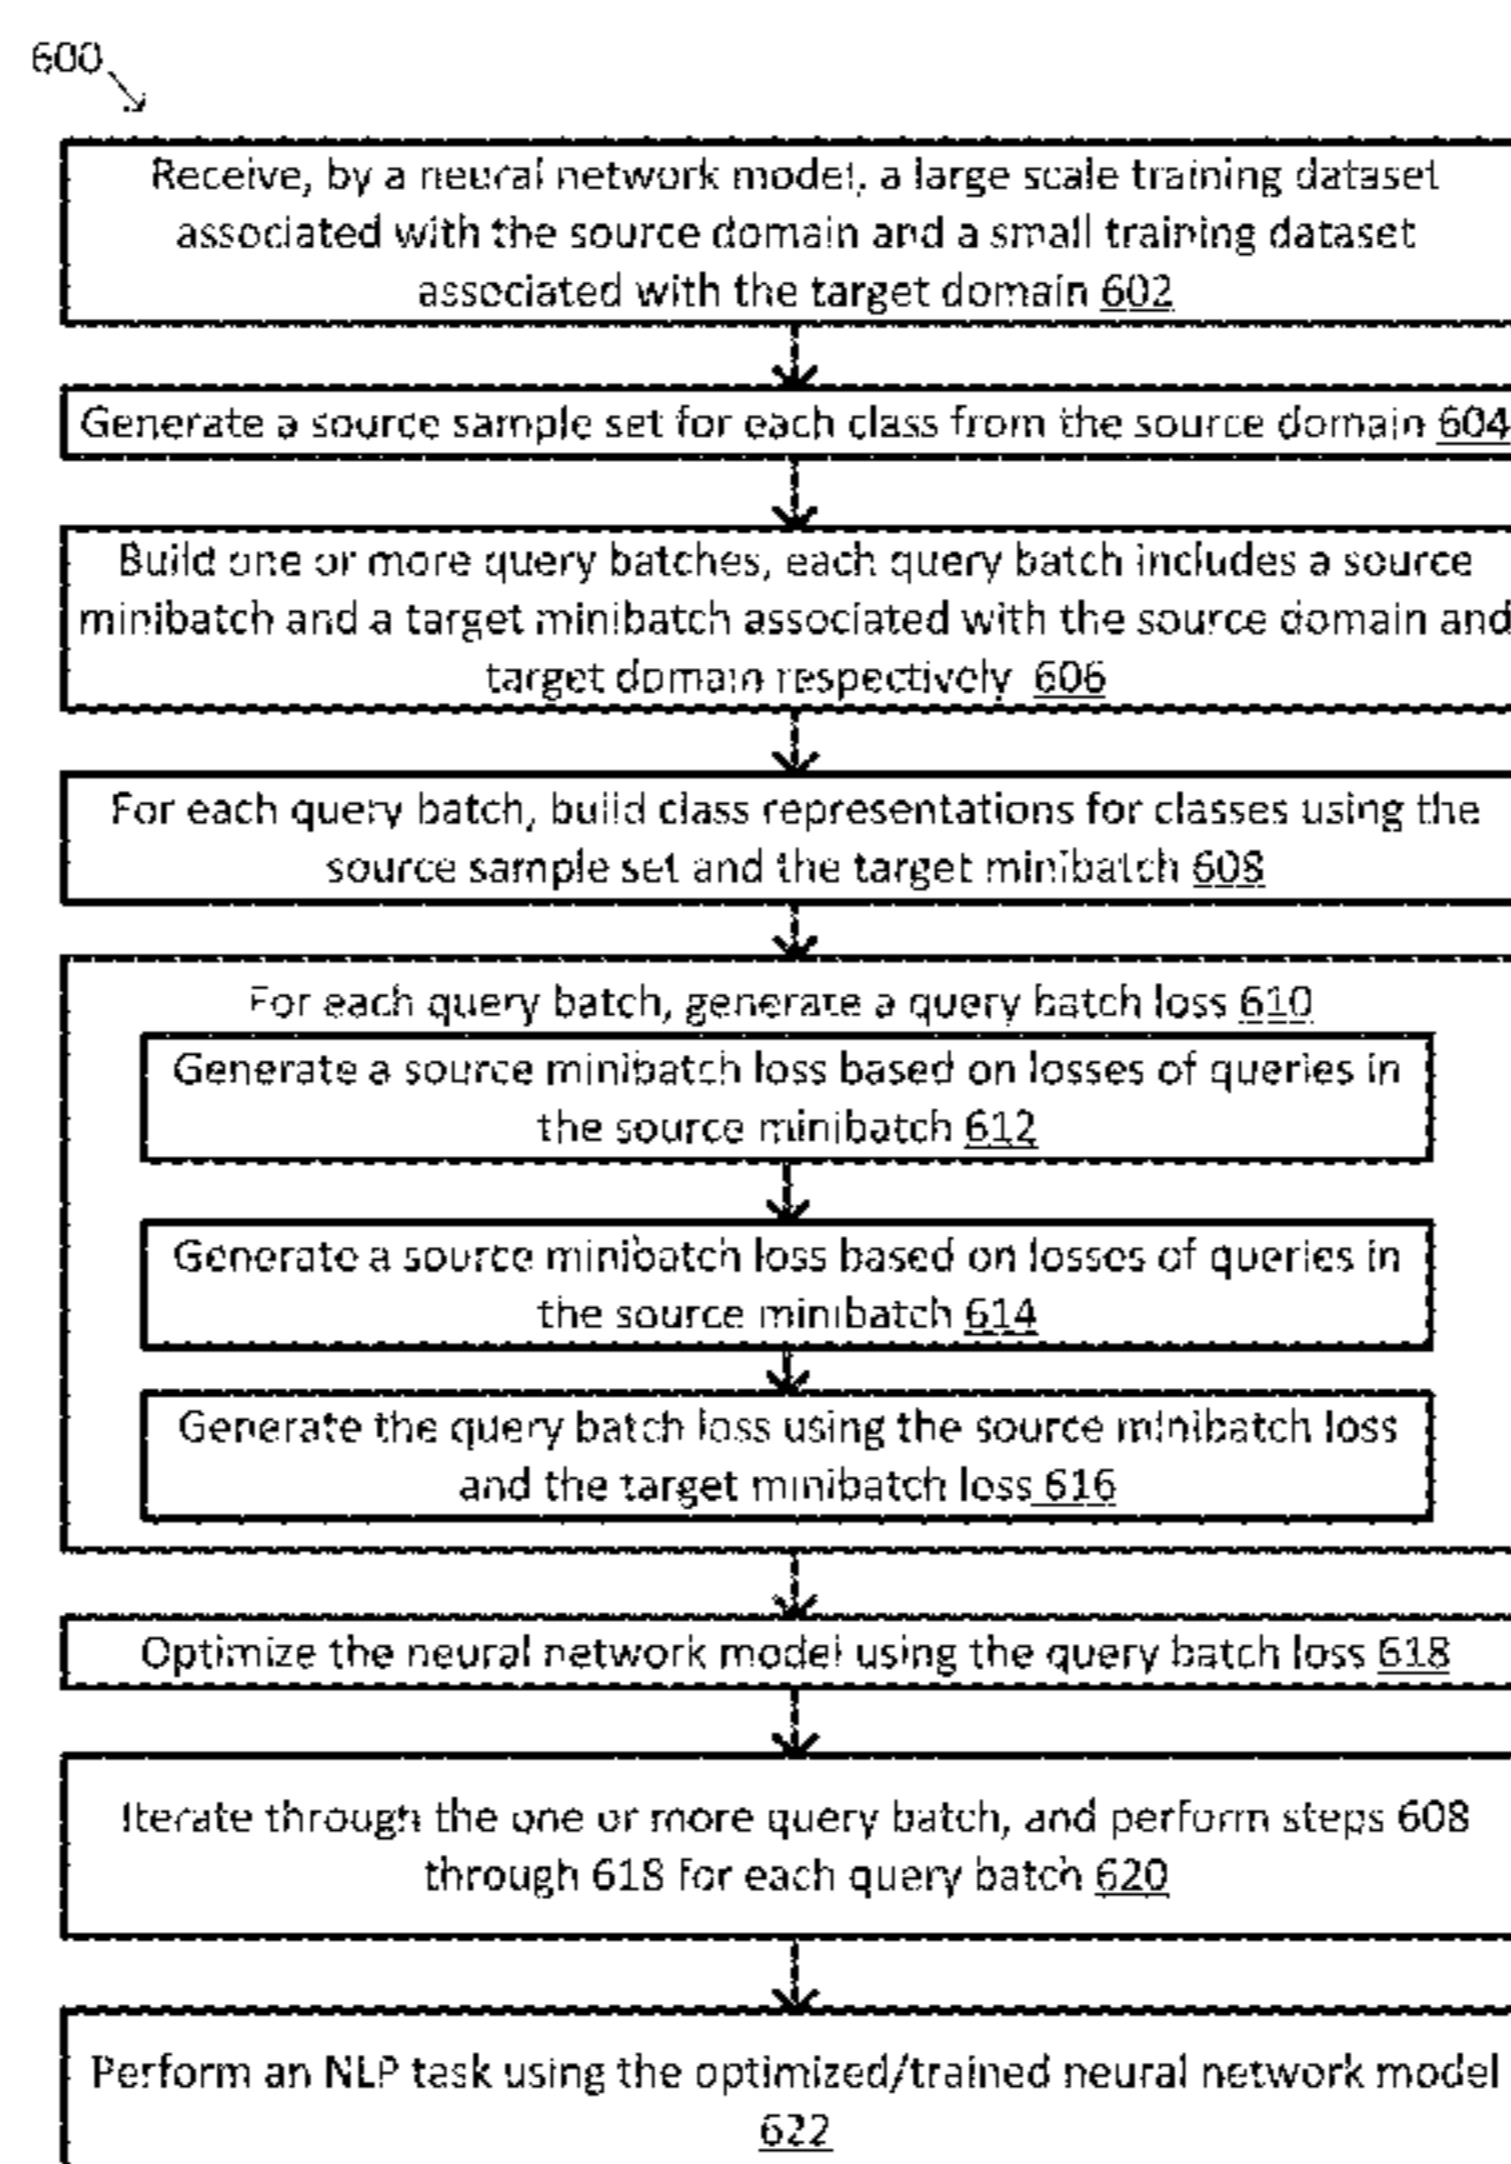 600
Receive, by a neural network model, a large scale training dataset
associated with the source domain and a small training dataset
associated with the target domain 602
Generate a source sample set for each class from the source domain 604
Build one or more query batches, each query batch includes a source
minibatch and a target minibatch associated with the source domain and
target domain respectively 606
For each query batch, build class representations for classes using the
source sample set and the target minibatch 608
For each query batch, generate a query batch loss 610
Generate a source minibatch loss based on losses of queries in
the source minibatch 612
Generate a source minibatch loss based on losses of queries in
the source minibatch 614
Generate the query batch loss using the source minibatch loss
and the target minibatch loss 616
Optimize the neural network model using the query batch loss 618
Iterate through the one or more query batch, and perform steps 608
through 618 for each query batch 620
Perform an NLP task using the optimized/trained neural network model
622